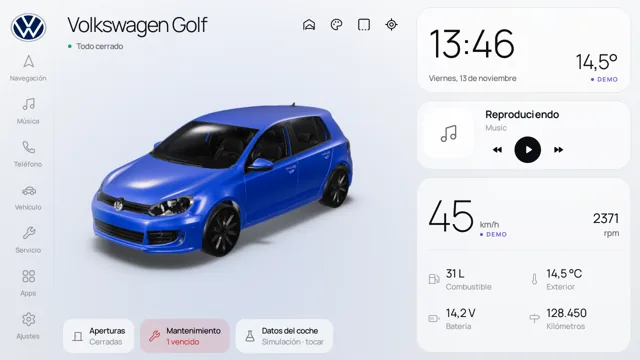 Volkswagen Golf
Todo cerrado
Navegación
Música
Teléfono
Vehículo
Servicio
Apps
Ajustes
Aperturas
Cerradas
Mantenimiento
1 vencido
Datos del coche
Simulación · tocar
13:46
Viernes, 13 de noviembre
14,5°
DEMO
Reproduciendo
Music
45 km/h
DEMO
2371
rpm
31 L
Combustible
14,5 °C
Exterior
14,2 V
Batería
128.450
Kilómetros